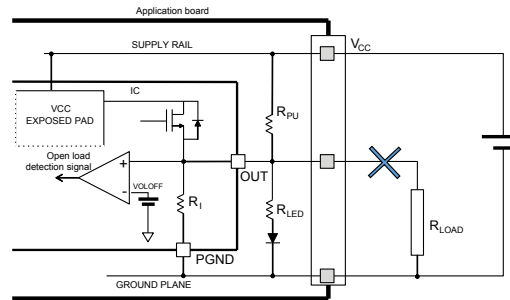 Application board
SUPPLY RAIL
VCC
IC
VCC
EXPOSED PAD
RPU
Open load
detection signal
+
-
VOLOFF
OUT
RI
RLED
RLOAD
PGND
GROUND PLANE